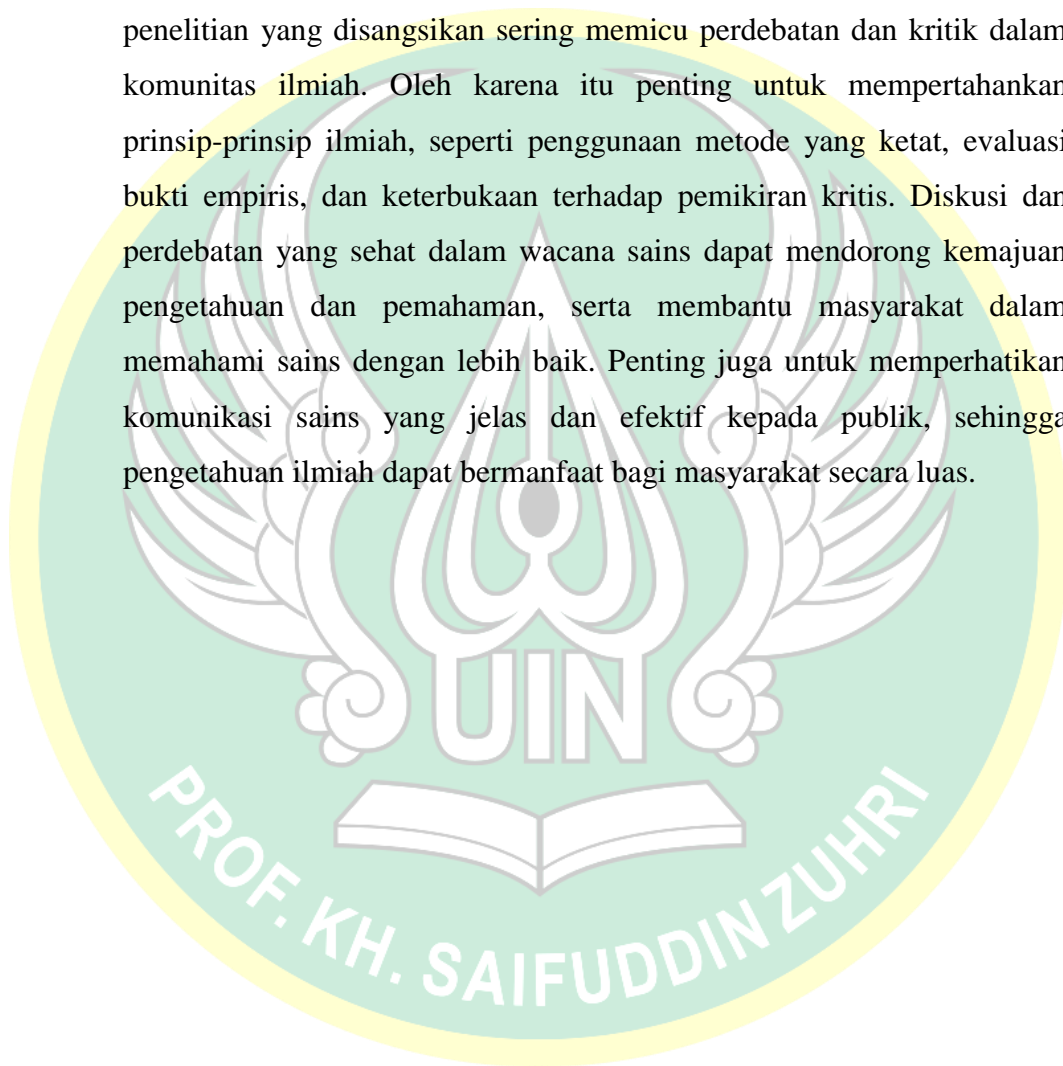 penelitian yang disangsikan sering memicu perdebatan dan kritik dalam
komunitas ilmiah. Oleh karena itu penting untuk mempertahankan
prinsip-prinsip ilmiah, seperti penggunaan metode yang ketat, evaluasi
bukti empiris, dan keterbukaan terhadap pemikiran kritis. Diskusi dan
perdebatan yang sehat dalam wacana sains dapat mendorong kemajuan
pengetahuan dan pemahaman, serta membantu masyarakat dalam
memahami sains dengan lebih baik. Penting juga untuk memperhatikan
komunikasi sains yang jelas dan efektif kepada publik, sehingga
pengetahuan ilmiah dapat bermanfaat bagi masyarakat secara luas.
UIN
PROF. KH. SAIFUDDIN ZUHRI